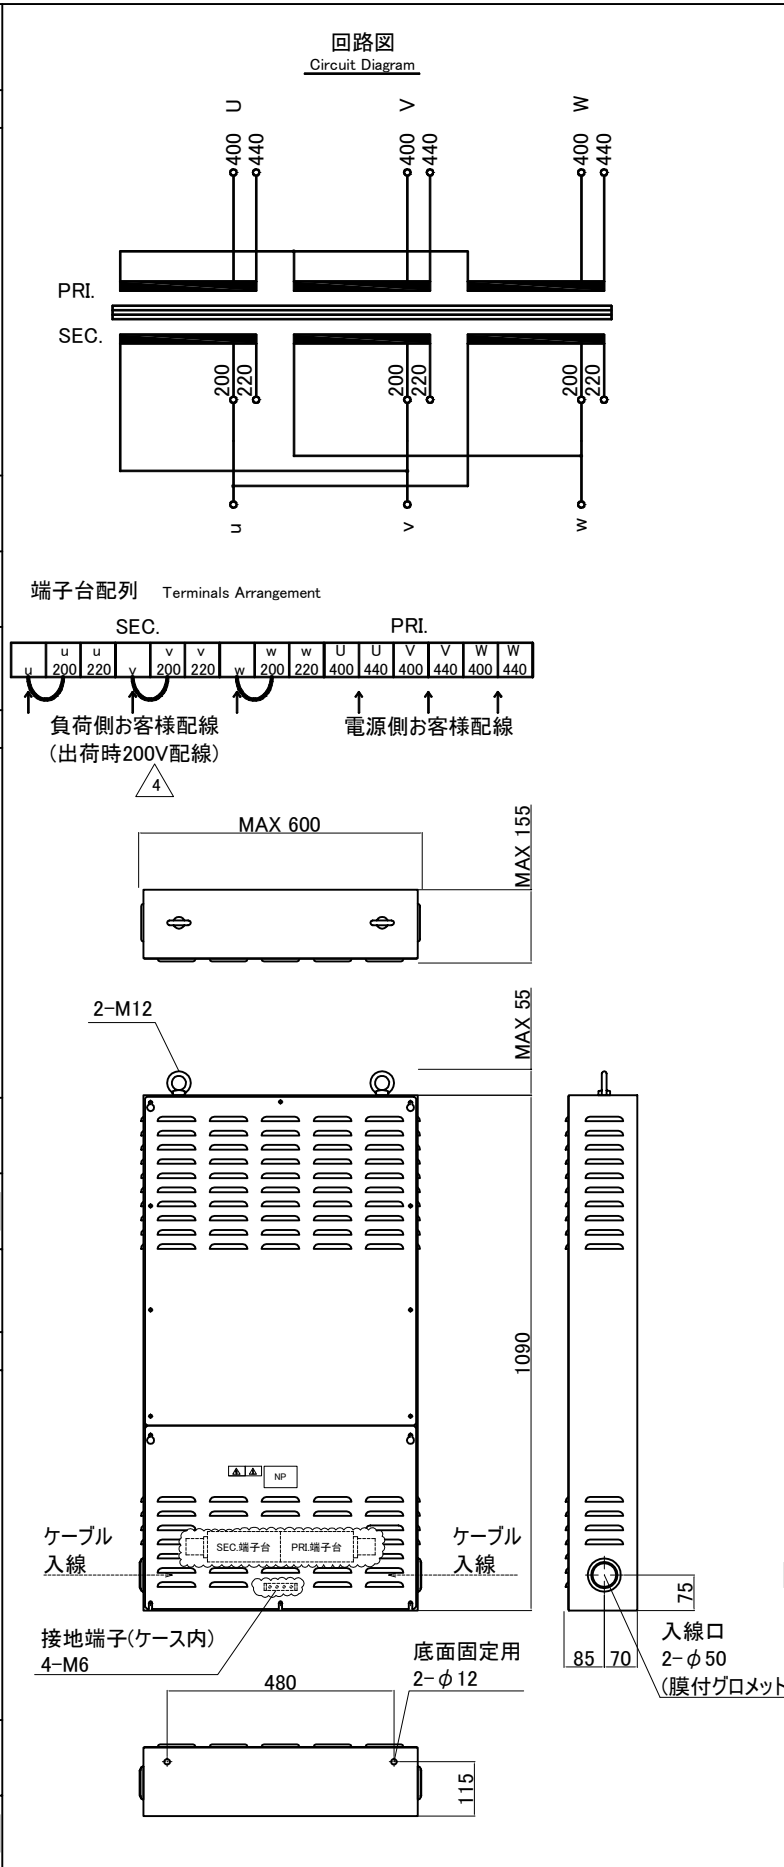 回路図
Circuit Diagram
U V W
400 440 400 440 400 440
PRI.
SEC.
200 220 200 220 200 220
u v w
端子台配列 Terminals Arrangement
SEC. PRI.
u u u v v v w w w U U V V W W
200 220 200 220 200 220 400 440 400 440 400 440
負荷側お客様配線
(出荷時200V配線)
電源側お客様配線
4
MAX 600
MAX 155
2-M12
MAX 55
1090
NP
SEC.端子台 PRI.端子台
ケーブル
入線
ケーブル
入線
接地端子(ケース内)
4-M6
底面固定用
2-φ12
75
85 70
入線口
2-φ50
(膜付グロメット
480
115